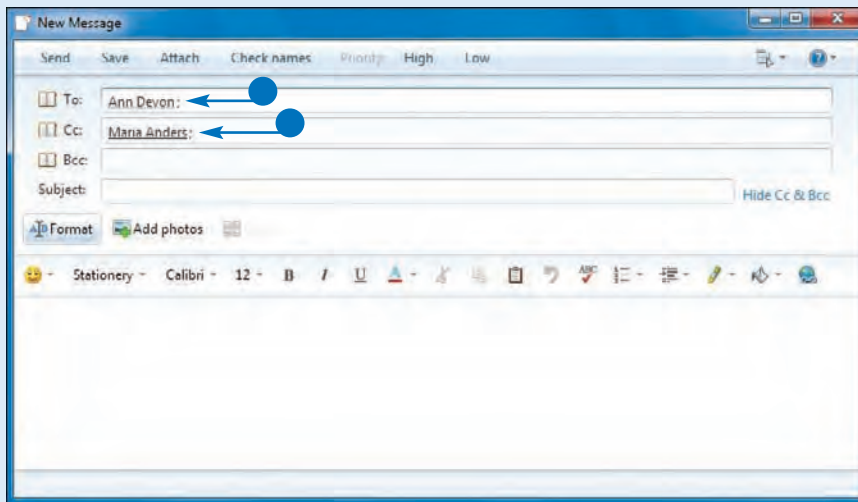 New Message
Send Save Attach Check names Priority: High Low
To: Ann Devon;
Cc: Maria Anders;
Bcc:
Subject: Hide Cc & Bcc
Format Add photos
Stationery Calibri 12 B I U A ABC